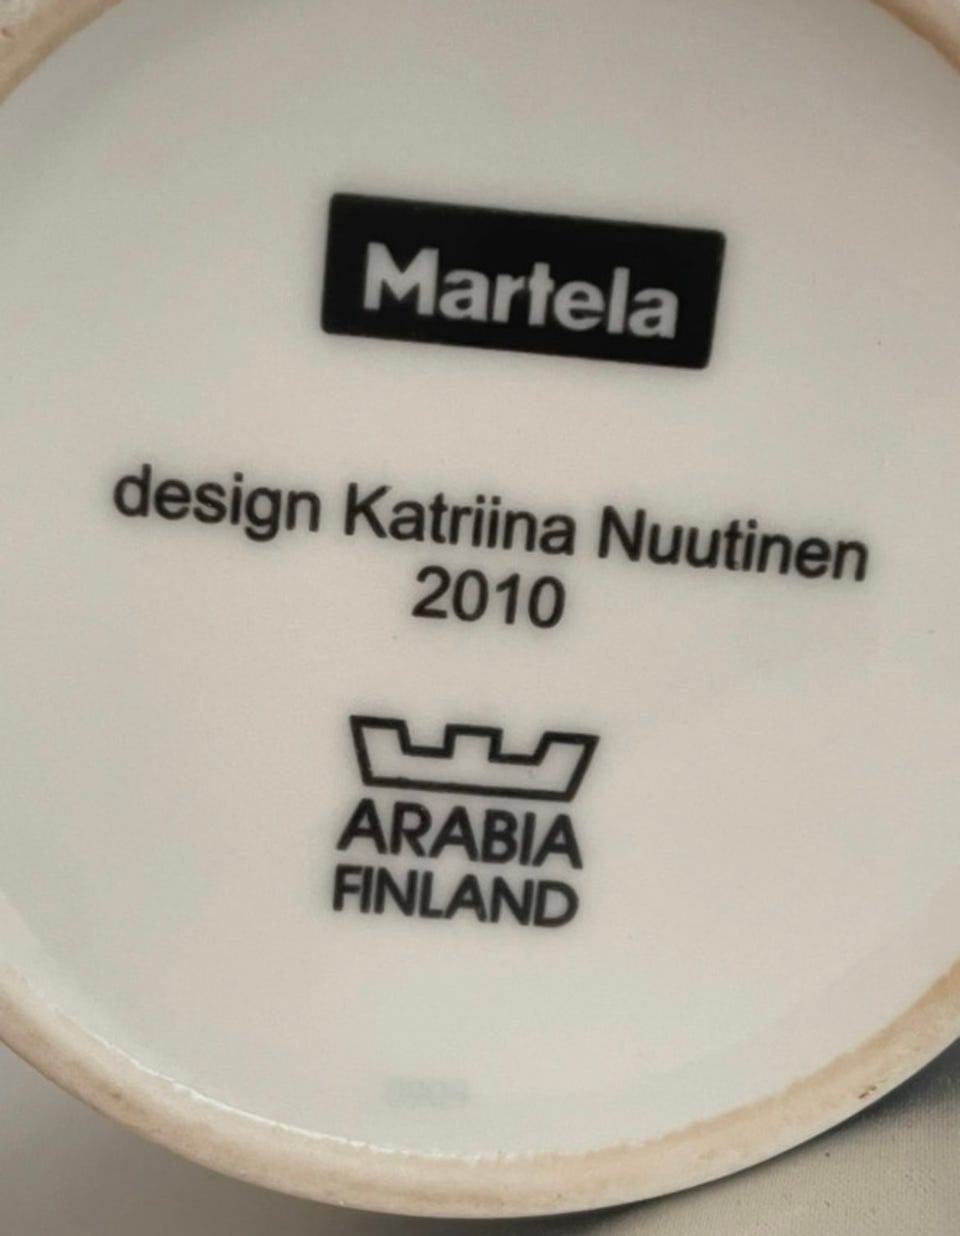 Martela
design Katriina Nuutinen
2010
ARABIA
FINLAND